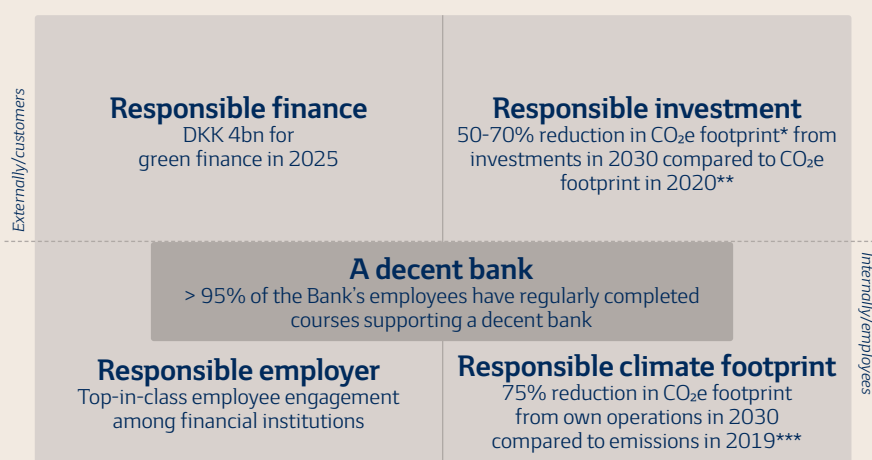 Externally/customers
Responsible finance
DKK 4bn for
green finance in 2025
Responsible investment
50-70% reduction in CO₂e footprint* from
investments in 2030 compared to CO₂e
footprint in 2020**
A decent bank
> 95% of the Bank's employees have regularly completed
courses supporting a decent bank
Internally/employees
Responsible employer
Top-in-class employee engagement
among financial institutions
Responsible climate footprint
75% reduction in CO₂e footprint
from own operations in 2030
compared to emissions in 2019***